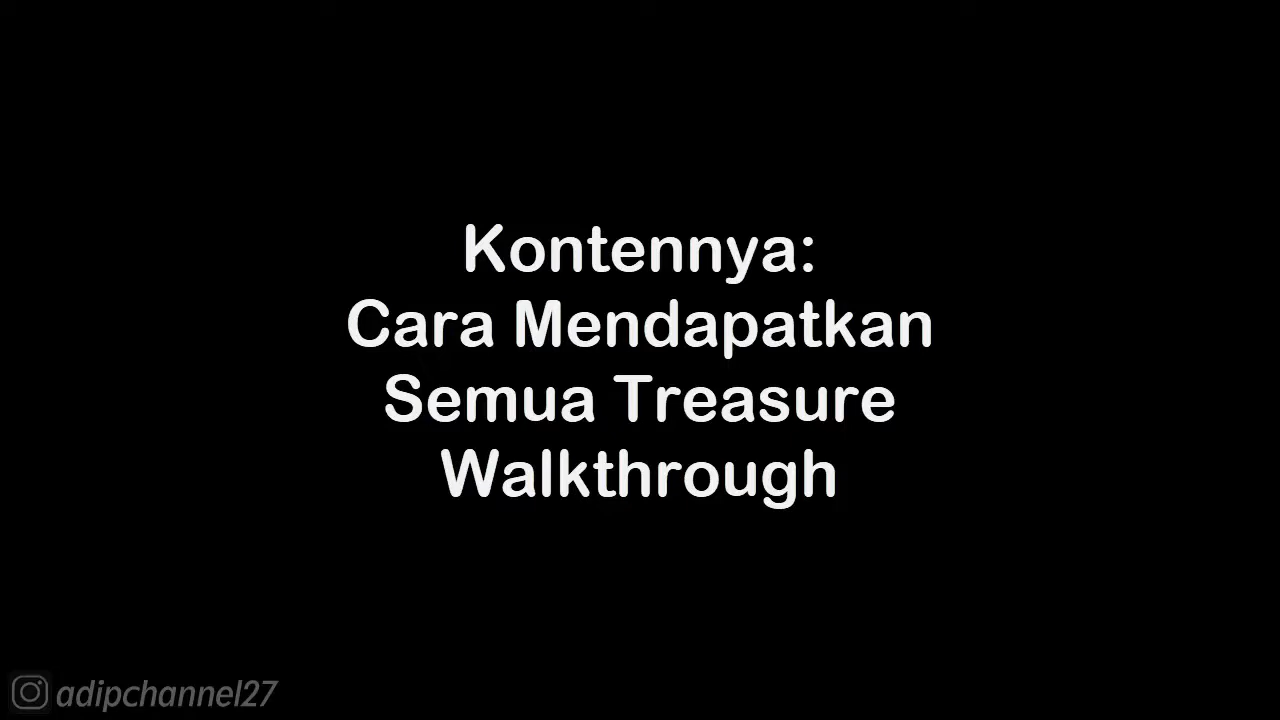 Kontennya:
Cara Mendapatkan
Semua Treasure
Walkthrough
adipchannel27